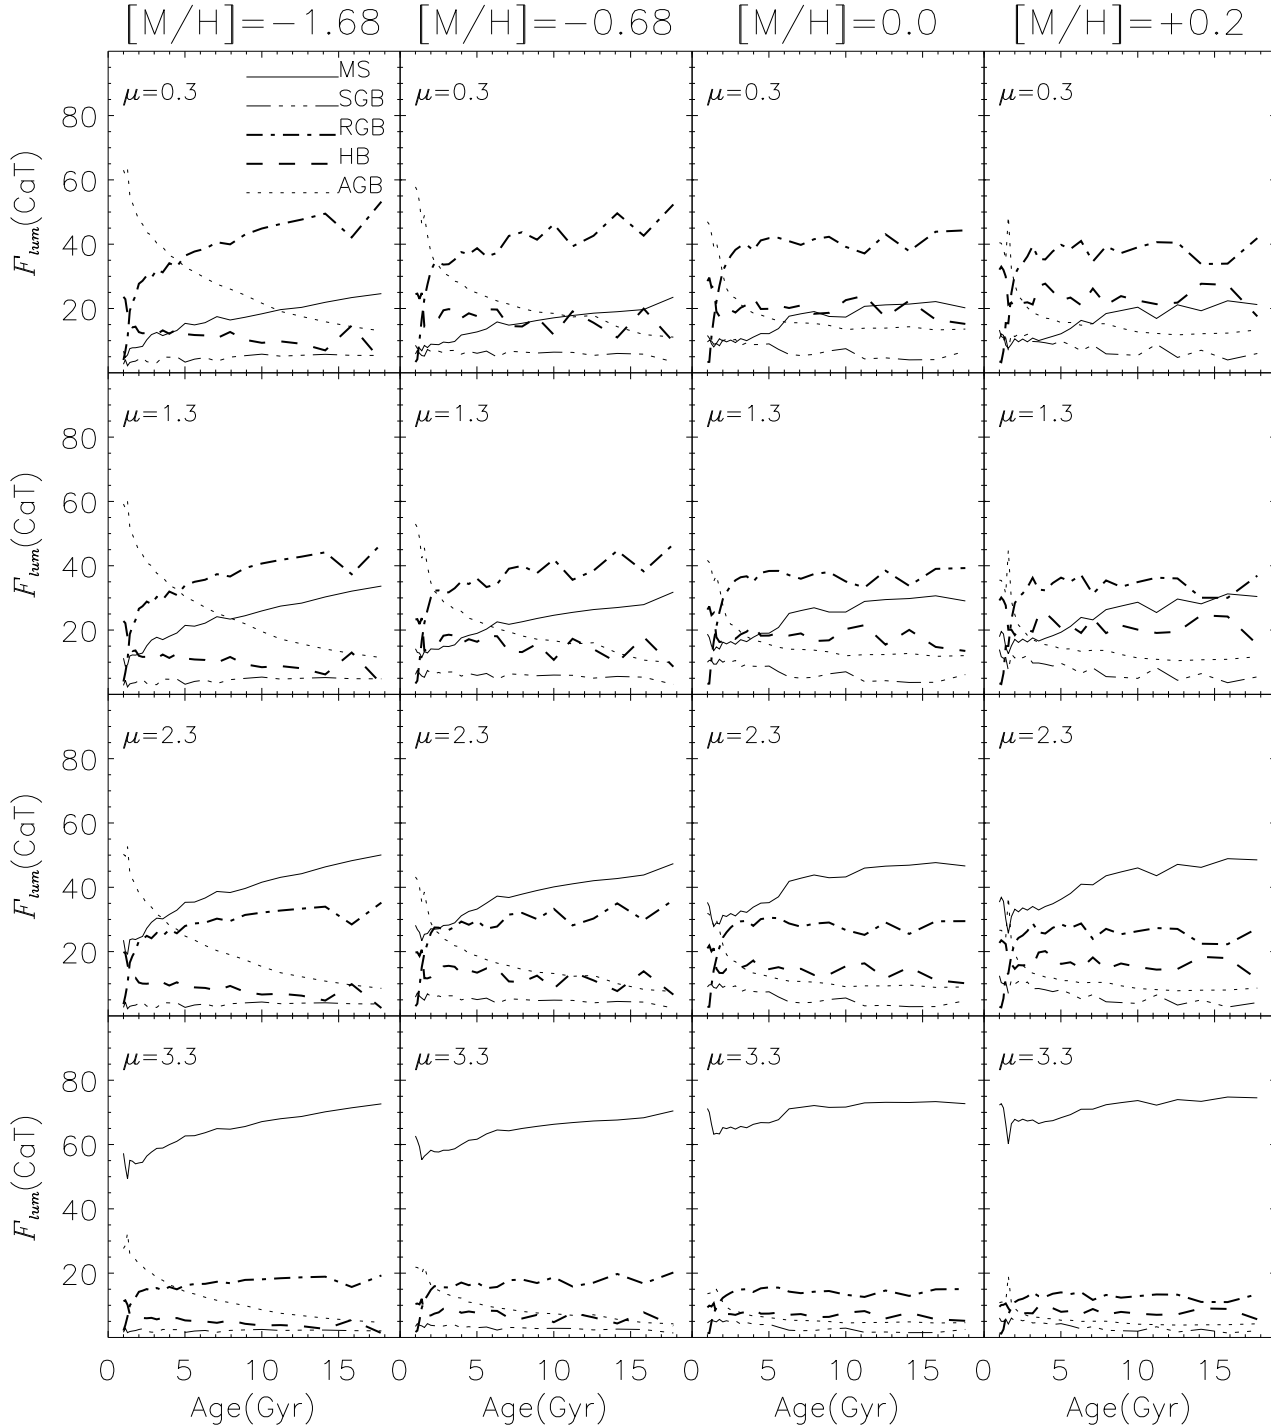 [M/H]=−1.68 [M/H]=−0.68 [M/H]=0.0 [M/H]=+0.2
MS
μ=0.3 μ=0.3 μ=0.3 μ=0.3
SGB
RGB
HB
AGB
80
60
40
20
F_lum(CaT)
μ=1.3 μ=1.3 μ=1.3 μ=1.3
80
60
40
20
F_lum(CaT)
μ=2.3 μ=2.3 μ=2.3 μ=2.3
80
60
40
20
F_lum(CaT)
μ=3.3 μ=3.3 μ=3.3 μ=3.3
80
60
40
20
F_lum(CaT)
0 5 10 15 0 5 10 15 0 5 10 15 0 5 10 15
Age(Gyr) Age(Gyr) Age(Gyr) Age(Gyr)